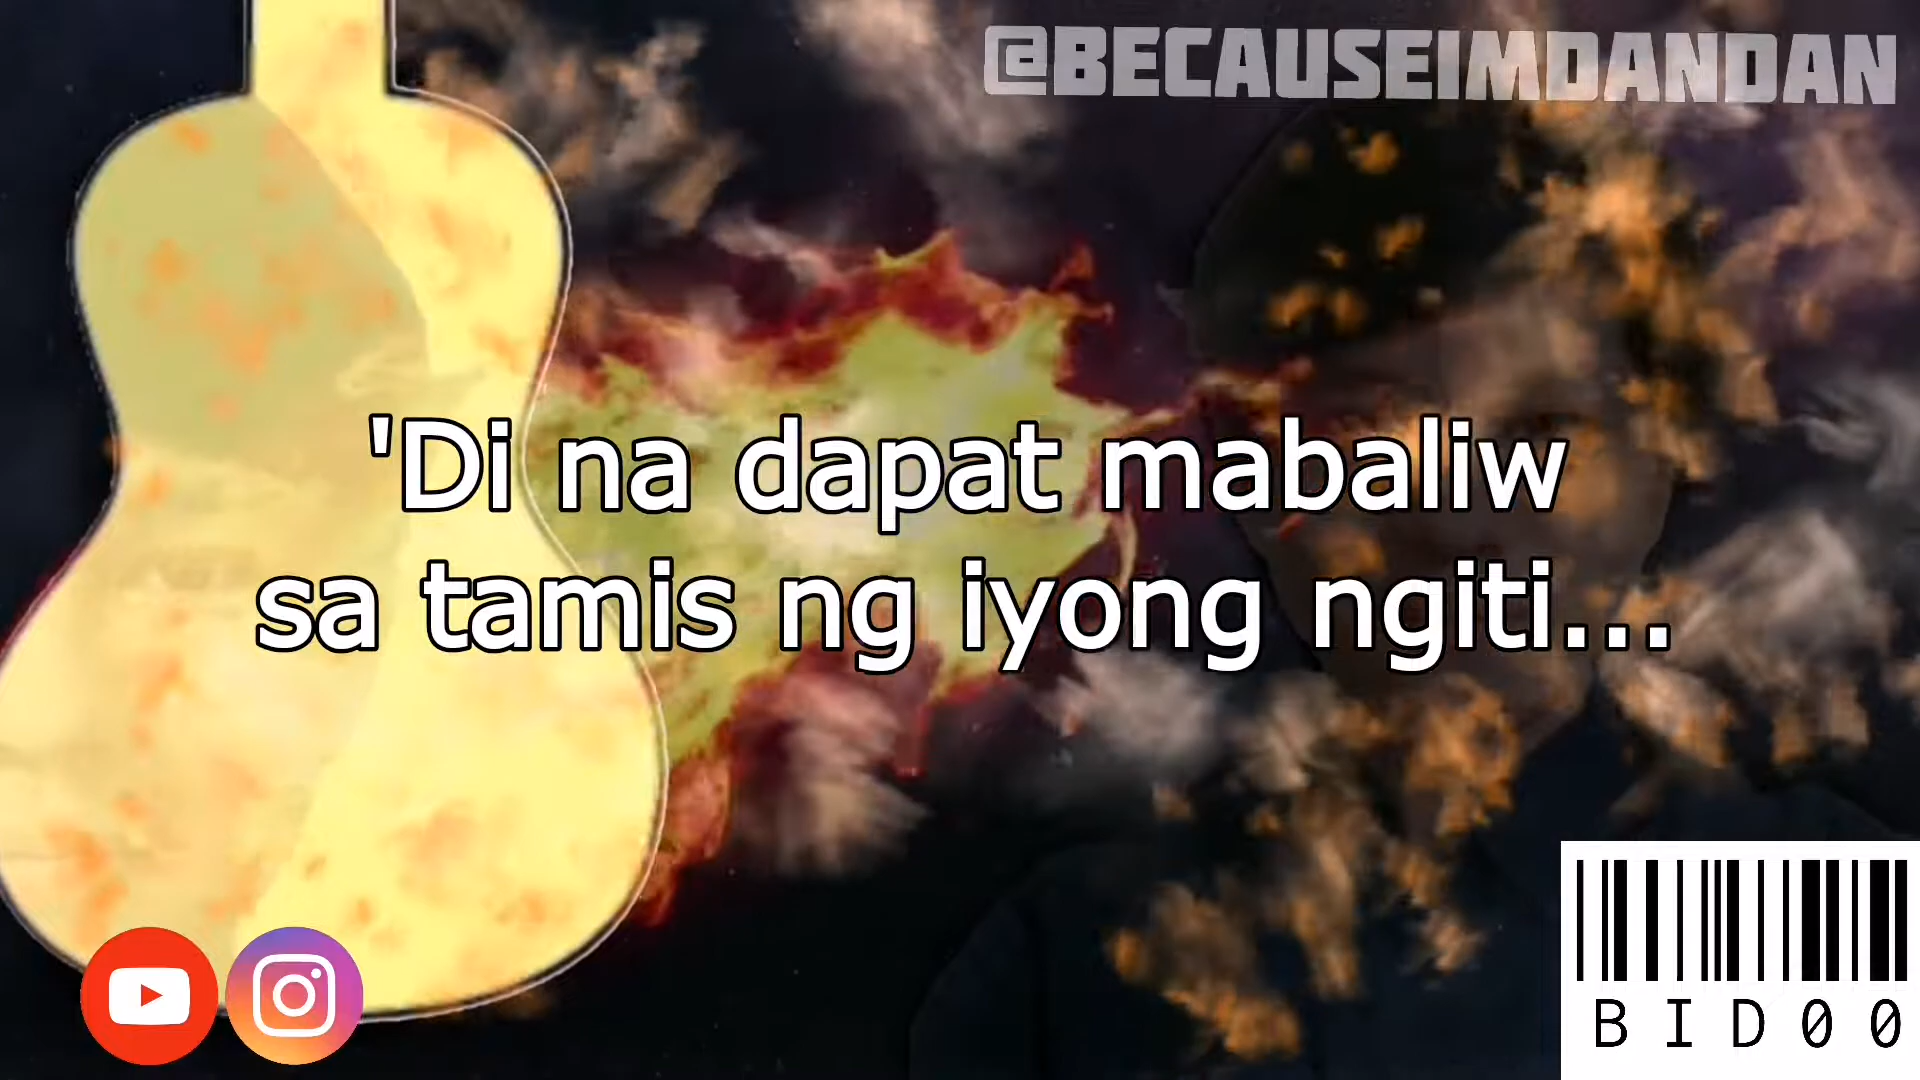 @BECAUSEIMDANDAN
'Di na dapat mabaliw
sa tamis ng iyong ngiti...
BID00